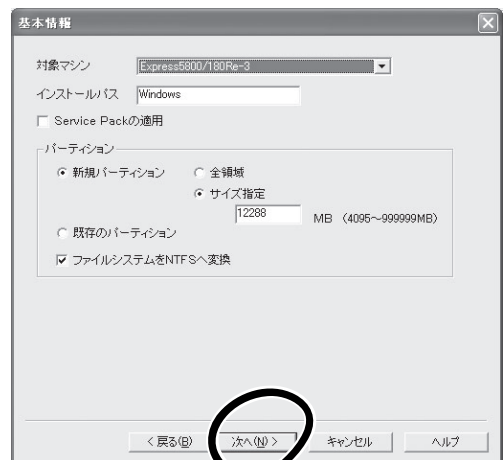 基本情報
対象マシン Express5800/180Re-3
インストールパス Windows
Service Packの適用
パーティション
新規パーティション 全領域
サイズ指定
12288 MB (4095~999999MB)
既存のパーティション
ファイルシステムをNTFSへ変換
< 戻る(B) 次へ(N) > キャンセル ヘルプ